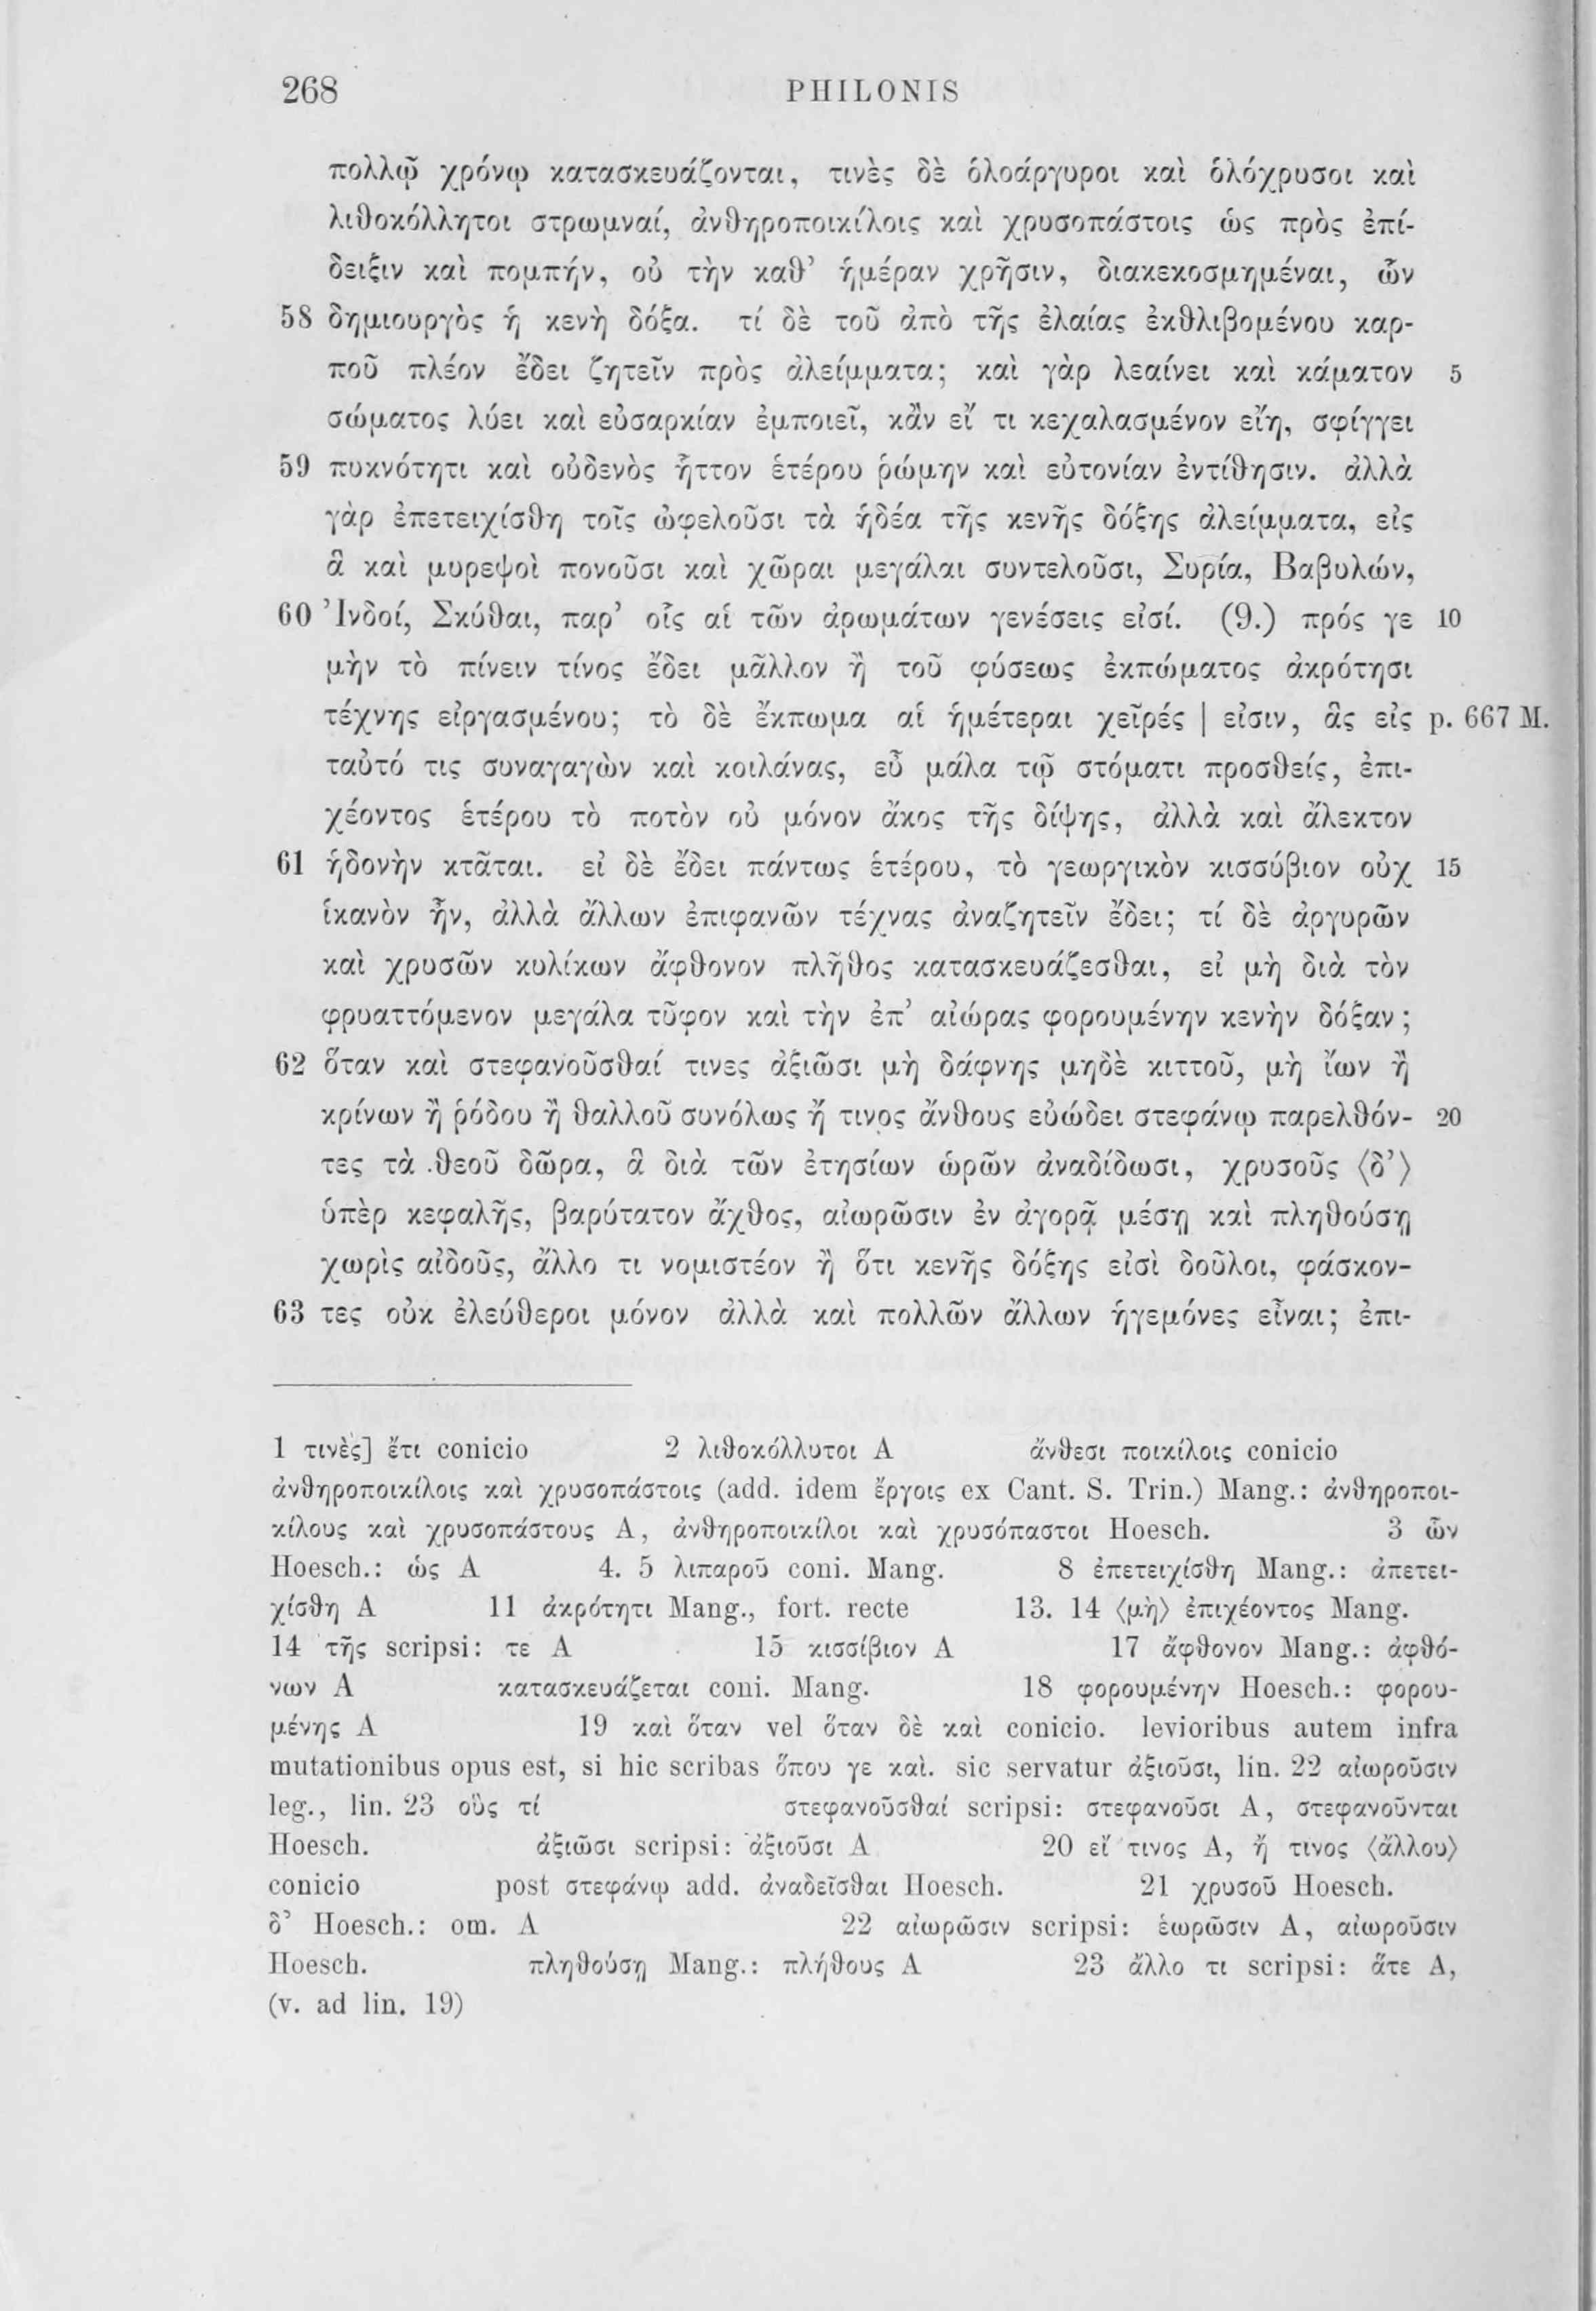 268 PHILONIS
πολλῷ χρόνῳ κατασκευάζονται, τινὲς δὲ ὁλοάργυροι καὶ ὁλόχρυσοι καὶ
λιθοκόλλητοι στρωμναί, ἀνθηροποικίλοις καὶ χρυσοπάστοις ὡς πρὸς ἐπί-
δειξιν καὶ πομπήν, οὐ τὴν καθ’ ἡμέραν χρῆσιν, διακεκοσμημέναι, ὧν
58 δημιουργὸς ἡ κενὴ δόξα. τί δὲ τοῦ ἀπὸ τῆς ἐλαίας ἐκθλιβομένου καρ-
ποῦ πλέον ἔδει ζητεῖν πρὸς ἀλείμματα; καὶ γὰρ λεαίνει καὶ κάματον 5
σώματος λύει καὶ εὐσαρκίαν ἐμποιεῖ, κἂν εἴ τι κεχαλασμένον εἴη, σφίγγει
59 πυκνότητι καὶ οὐδενὸς ἧττον ἑτέρου ῥώμην καὶ εὐτονίαν ἐντίθησιν. ἀλλὰ
γὰρ ἐπετειχίσθη τοῖς ὠφελοῦσι τὰ ἡδέα τῆς κενῆς δόξης ἀλείμματα, εἰς
ἃ καὶ μυρεψοὶ πονοῦσι καὶ χῶραι μεγάλαι συντελοῦσι, Συρία, Βαβυλών,
60 Ἰνδοί, Σκύθαι, παρ’ οἷς αἱ τῶν ἀρωμάτων γενέσεις εἰσί. (9.) πρός γε 10
μὴν τὸ πίνειν τίνος ἔδει μᾶλλον ἢ τοῦ φύσεως ἐκπώματος ἀκρότησι
τέχνης εἰργασμένου; τὸ δὲ ἔκπωμα αἱ ἡμέτεραι χεῖρές | εἰσιν, ἃς εἰς p. 667 M.
ταὐτό τις συναγαγὼν καὶ κοιλάνας, εὖ μάλα τῷ στόματι προσθείς, ἐπι-
χέοντος ἑτέρου τὸ ποτὸν οὐ μόνον ἄκος τῆς δίψης, ἀλλὰ καὶ ἄλεκτον
61 ἡδονὴν κτᾶται. εἰ δὲ ἔδει πάντως ἑτέρου, τὸ γεωργικὸν κισσύβιον οὐχ 15
ἱκανὸν ἦν, ἀλλὰ ἄλλων ἐπιφανῶν τέχνας ἀναζητεῖν ἔδει; τί δὲ ἀργυρῶν
καὶ χρυσῶν κυλίκων ἄφθονον πλῆθος κατασκευάζεσθαι, εἰ μὴ διὰ τὸν
φρυαττόμενον μεγάλα τῦφον καὶ τὴν ἐπ’ αἰώρας φορουμένην κενὴν δόξαν;
62 ὅταν καὶ στεφανοῦσθαί τινες ἀξιῶσι μὴ δάφνης μηδὲ κιττοῦ, μὴ ἴων ἢ
κρίνων ἢ ῥόδου ἢ θαλλοῦ συνόλως ἤ τινος ἄνθους εὐώδει στεφάνῳ παρελθόν- 20
τες τὰ θεοῦ δῶρα, ἃ διὰ τῶν ἐτησίων ὡρῶν ἀναδίδωσι, χρυσοῦς ⟨δ’⟩
ὑπὲρ κεφαλῆς, βαρύτατον ἄχθος, αἰωρῶσιν ἐν ἀγορᾷ μέσῃ καὶ πληθούσῃ
χωρὶς αἰδοῦς, ἄλλο τι νομιστέον ἢ ὅτι κενῆς δόξης εἰσὶ δοῦλοι, φάσκον-
63 τες οὐκ ἐλεύθεροι μόνον ἀλλὰ καὶ πολλῶν ἄλλων ἡγεμόνες εἶναι; ἐπι-
1 τινὲς] ἔτι conicio 2 λιθοκόλλυτοι A ἄνθεσι ποικίλοις conicio
ἀνθηροποικίλοις καὶ χρυσοπάστοις (add. idem ἔργοις ex Cant. S. Trin.) Mang.: ἀνθηροποι-
κίλους καὶ χρυσοπάστους A, ἀνθηροποικίλοι καὶ χρυσόπαστοι Hoesch. 3 ὧν
Hoesch.: ὡς A 4. 5 λιπαροῦ coni. Mang. 8 ἐπετειχίσθη Mang.: ἀπετει-
χίσθη A 11 ἀκρότητι Mang., fort. recte 13. 14 ⟨μὴ⟩ ἐπιχέοντος Mang.
14 τῆς scripsi: τε A 15 κισσίβιον A 17 ἄφθονον Mang.: ἀφθό-
νων A κατασκευάζεται coni. Mang. 18 φορουμένην Hoesch.: φορου-
μένης A 19 καὶ ὅταν vel ὅταν δὲ καὶ conicio. levioribus autem infra
mutationibus opus est, si hic scribas ὅπου γε καὶ. sic servatur ἀξιοῦσι, lin. 22 αἰωροῦσιν
leg., lin. 23 οὓς τί στεφανοῦσθαί scripsi: στεφανοῦσι A, στεφανοῦνται
Hoesch. ἀξιῶσι scripsi: ἀξιοῦσι A 20 εἴ τινος A, ἤ τινος ⟨ἄλλου⟩
conicio post στεφάνῳ add. ἀναδεῖσθαι Hoesch. 21 χρυσοῦ Hoesch.
δ’ Hoesch.: om. A 22 αἰωρῶσιν scripsi: ἑωρῶσιν A, αἰωροῦσιν
Hoesch. πληθούσῃ Mang.: πλήθους A 23 ἄλλο τι scripsi: ἅτε A,
(v. ad lin. 19)